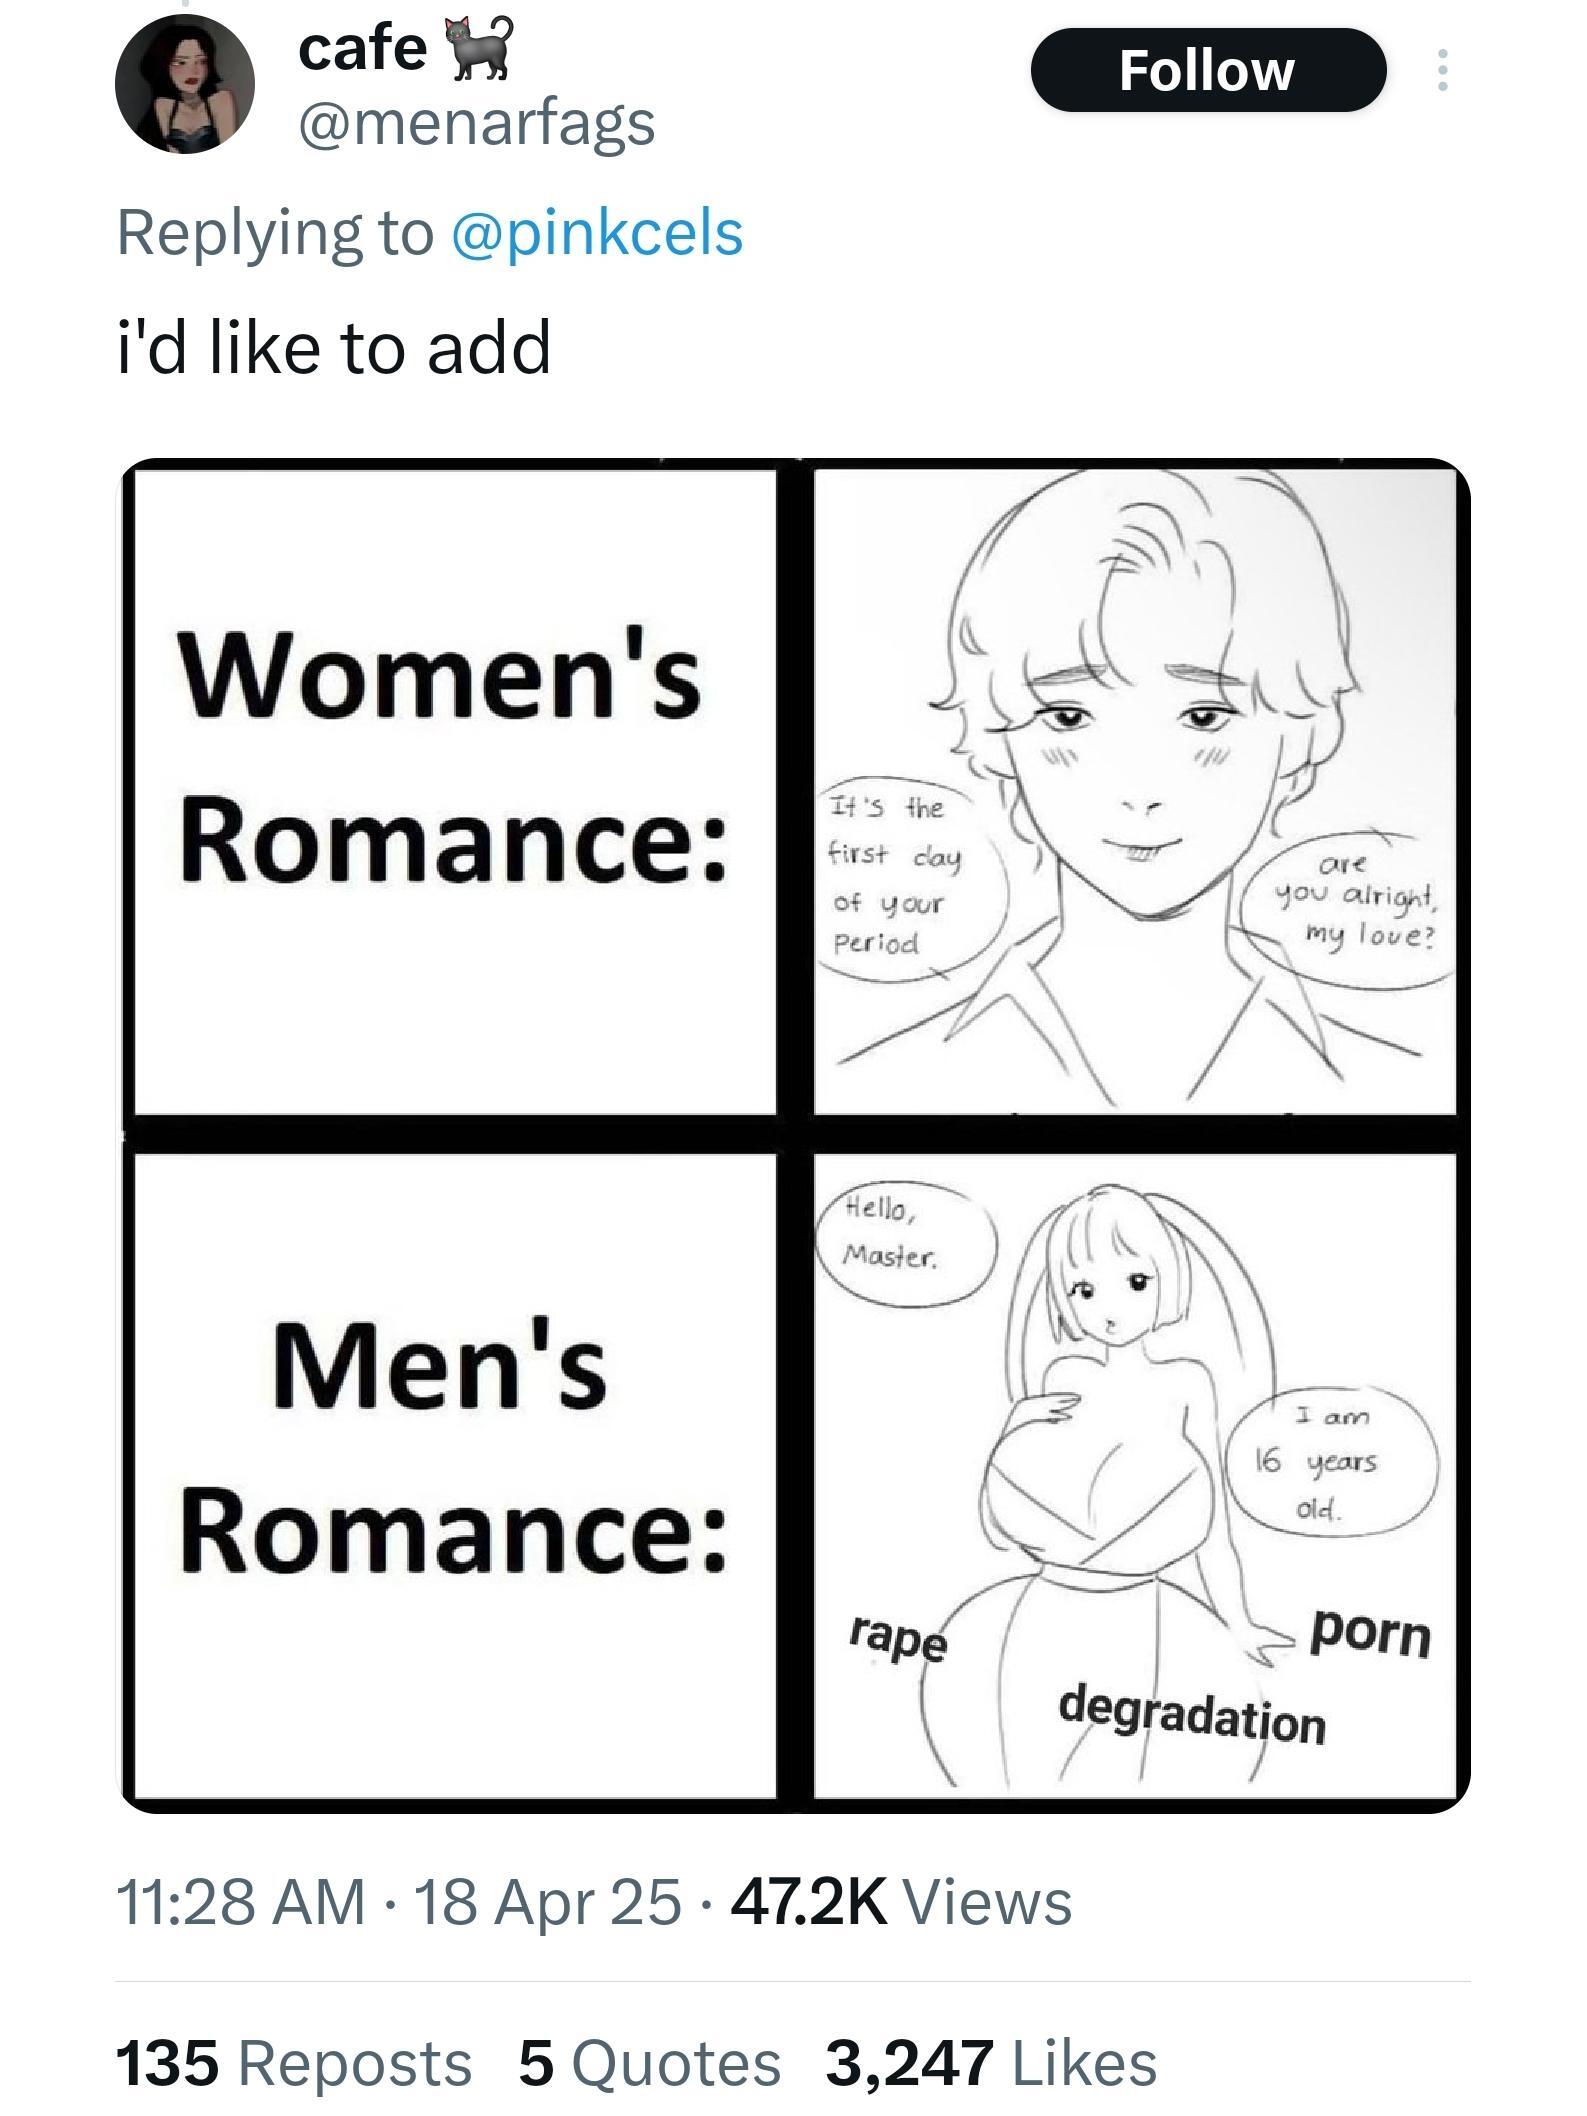 cafe 🐈‍⬛
@menarfags
Follow
Replying to @pinkcels
i'd like to add
Women's
Romance:
It's the
first day
of your
period
are
you alright,
my love?
Men's
Romance:
Hello,
Master.
I am
16 years
old.
rape
porn
degradation
11:28 AM · 18 Apr 25 · 47.2K Views
135 Reposts 5 Quotes 3,247 Likes